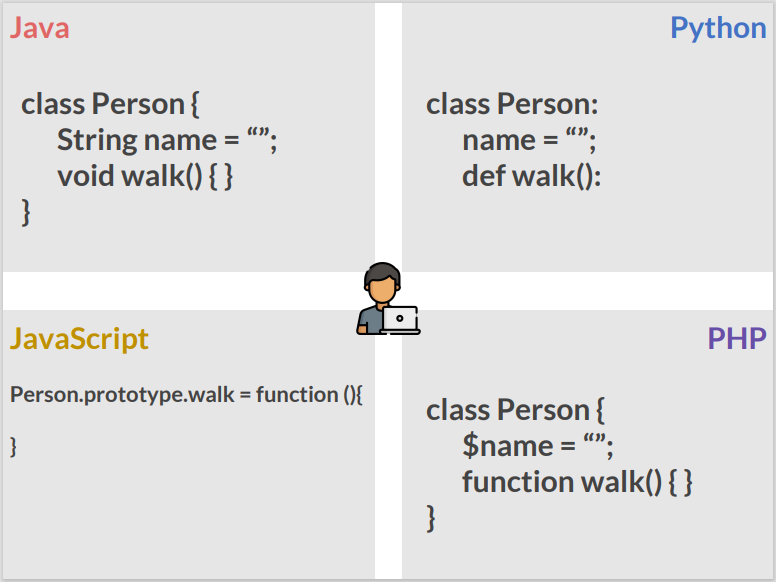 Java
class Person {
String name = “”;
void walk() { }
}
Python
class Person:
name = “”;
def walk():
JavaScript
Person.prototype.walk = function (){
}
PHP
class Person {
$name = “”;
function walk() { }
}